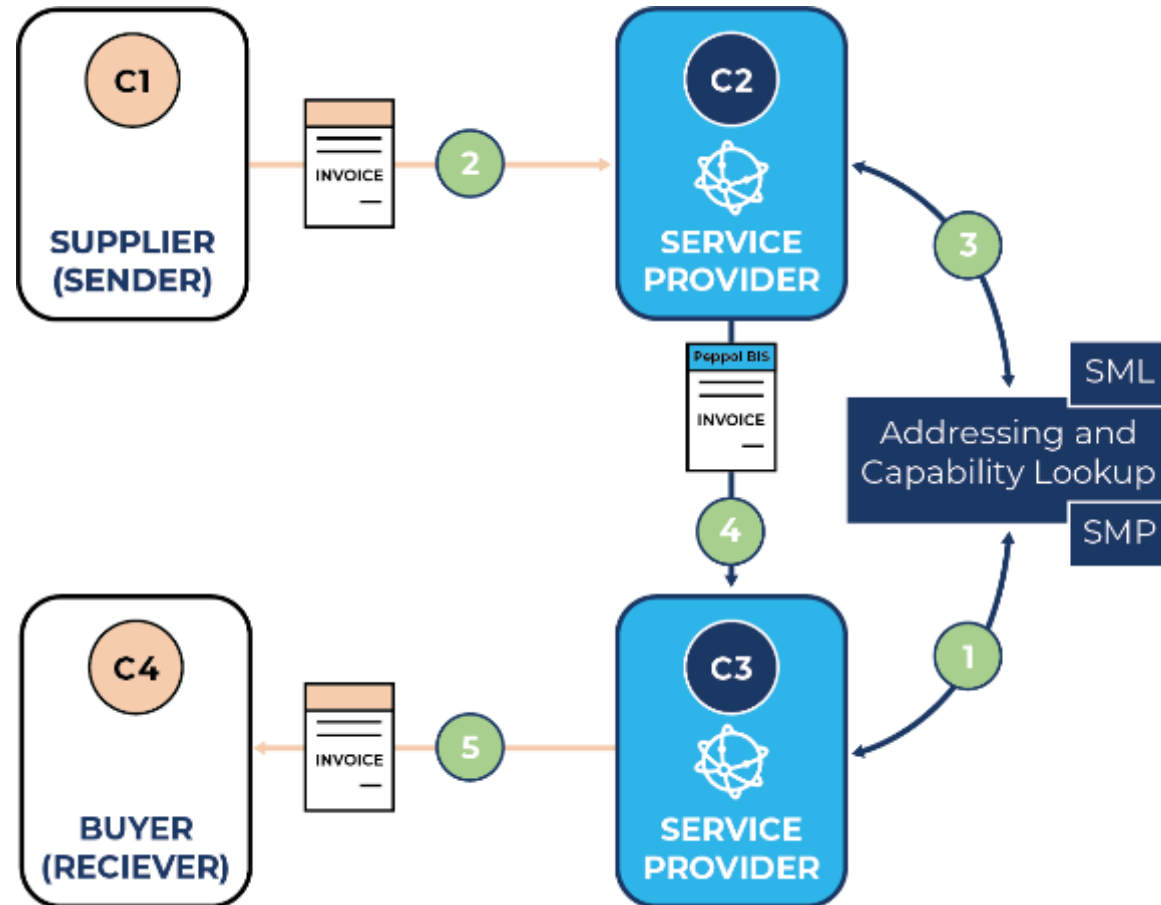 C1
SUPPLIER
(SENDER)
INVOICE
2
C2
SERVICE
PROVIDER
3
Peppol BIS
INVOICE
SML
Addressing and
Capability Lookup
SMP
4
1
C4
BUYER
(RECIEVER)
INVOICE
5
C3
SERVICE
PROVIDER